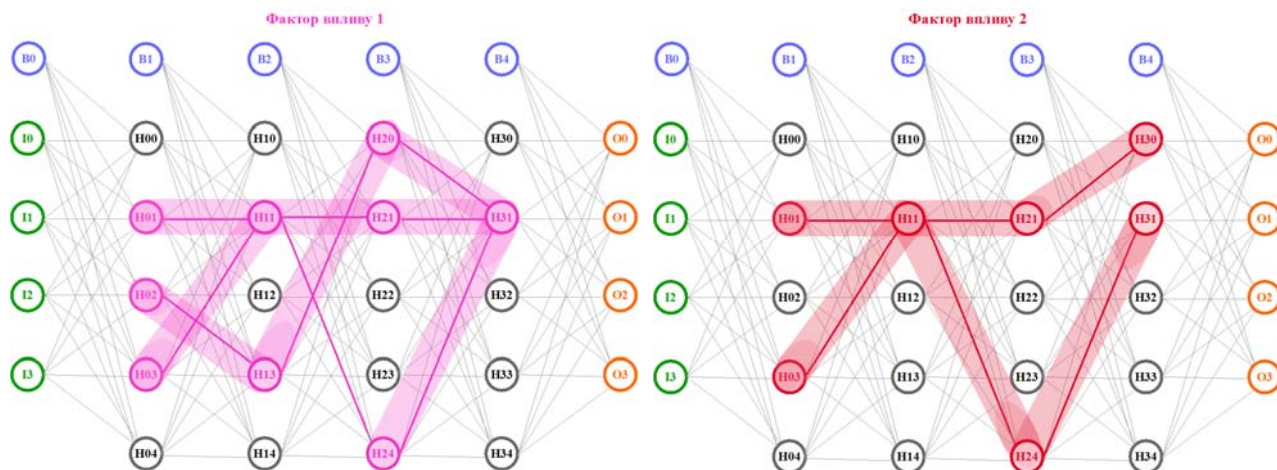 Фактор впливу 1
B0 B1 B2 B3 B4
I0 H00 H10 H20 H30 O0
I1 H01 H11 H21 H31 O1
I2 H02 H12 H22 H32 O2
I3 H03 H13 H23 H33 O3
H04 H14 H24 H34
Фактор впливу 2
B0 B1 B2 B3 B4
I0 H00 H10 H20 H30 O0
I1 H01 H11 H21 H31 O1
I2 H02 H12 H22 H32 O2
I3 H03 H13 H23 H33 O3
H04 H14 H24 H34